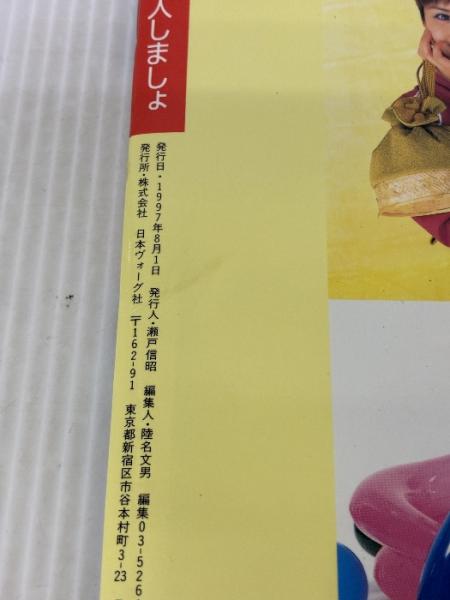 人しましょ
発行日・1997年8月1日　発行人・瀬戸信昭　編集人・陸名文男　編集03-526
発行所・株式会社　日本ヴォーグ社　〒162-91　東京都新宿区市谷本村町3-23